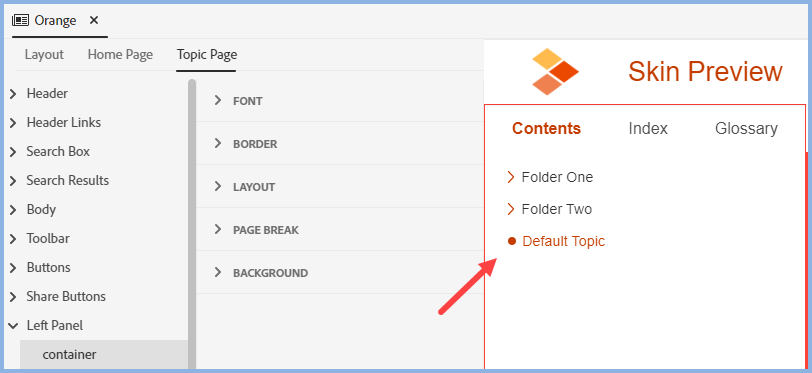 Orange
Layout Home Page Topic Page
Header
Header Links
Search Box
Search Results
Body
Toolbar
Buttons
Share Buttons
Left Panel
container
FONT
BORDER
LAYOUT
PAGE BREAK
BACKGROUND
Skin Preview
Contents Index Glossary
Folder One
Folder Two
Default Topic